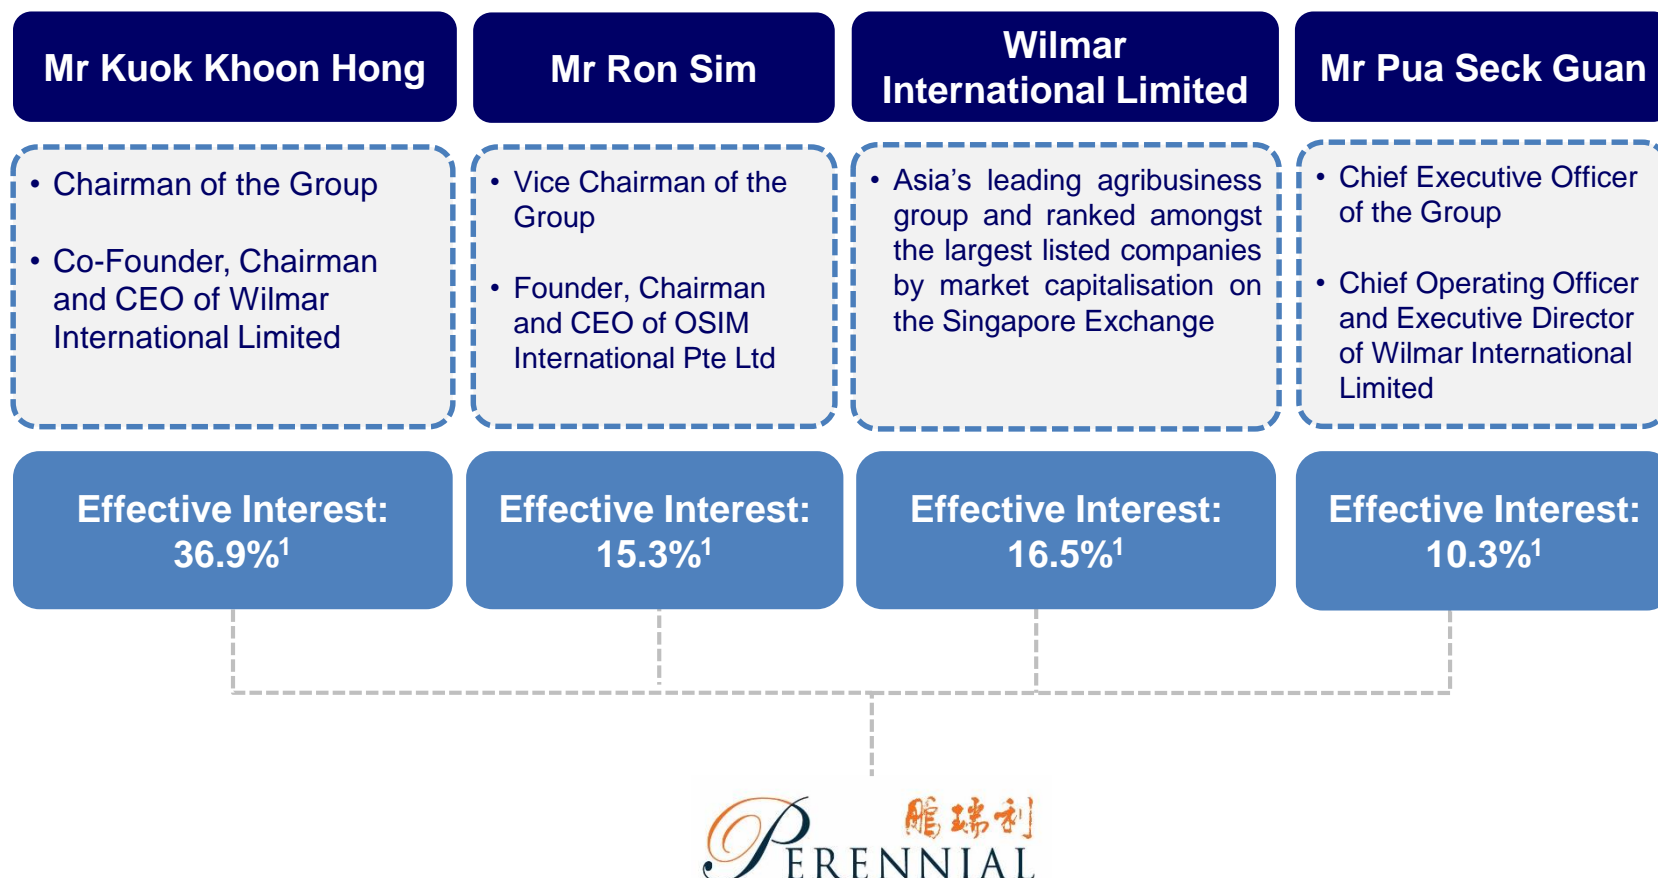 Mr Kuok Khoon Hong
• Chairman of the Group
• Co-Founder, Chairman
and CEO of Wilmar
International Limited
Effective Interest:
36.9%¹
Mr Ron Sim
• Vice Chairman of the
Group
• Founder, Chairman
and CEO of OSIM
International Pte Ltd
Effective Interest:
15.3%¹
Wilmar
International Limited
• Asia’s leading agribusiness
group and ranked amongst
the largest listed companies
by market capitalisation on
the Singapore Exchange
Effective Interest:
16.5%¹
Mr Pua Seck Guan
• Chief Executive Officer
of the Group
• Chief Operating Officer
and Executive Director
of Wilmar International
Limited
Effective Interest:
10.3%¹
鹏瑞利
PERENNIAL